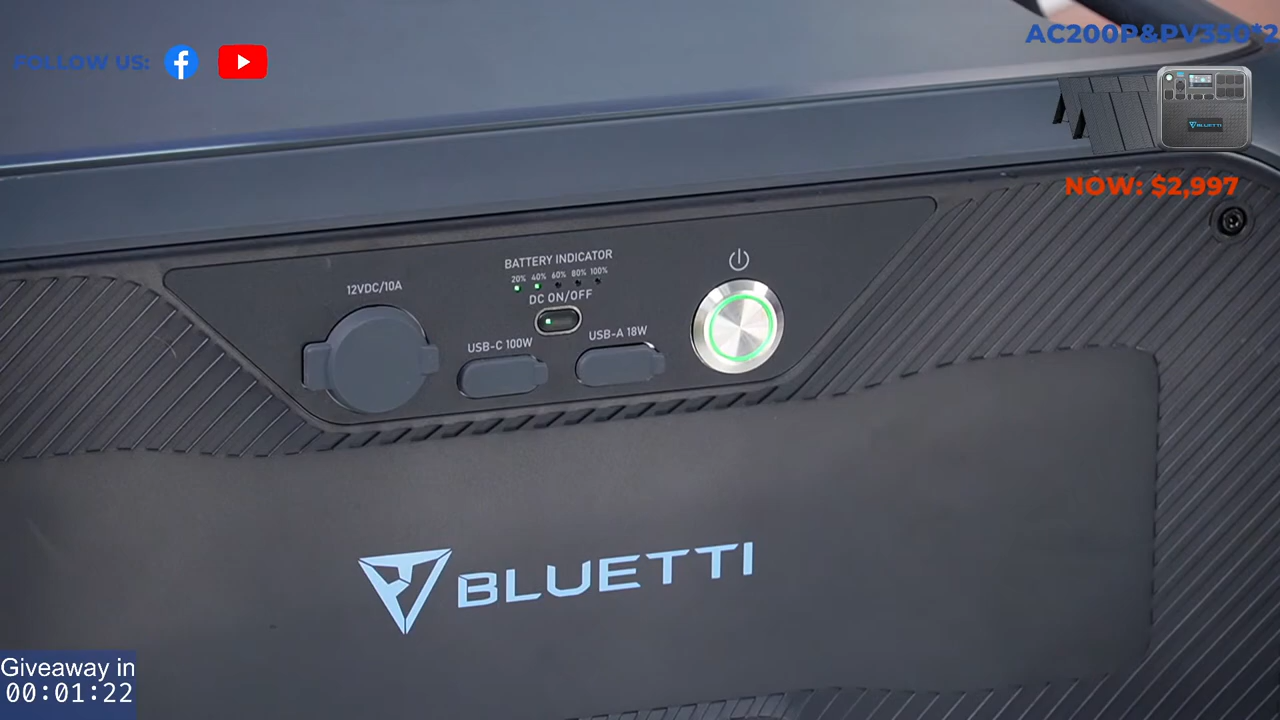 AC200P&PV350*2
FOLLOW US:
BLUETTI
NOW: $2,997
BATTERY INDICATOR
20% 40% 60% 80% 100%
12VDC/10A
DC ON/OFF
USB-C 100W
USB-A 18W
BLUETTI
Giveaway in
00:01:22